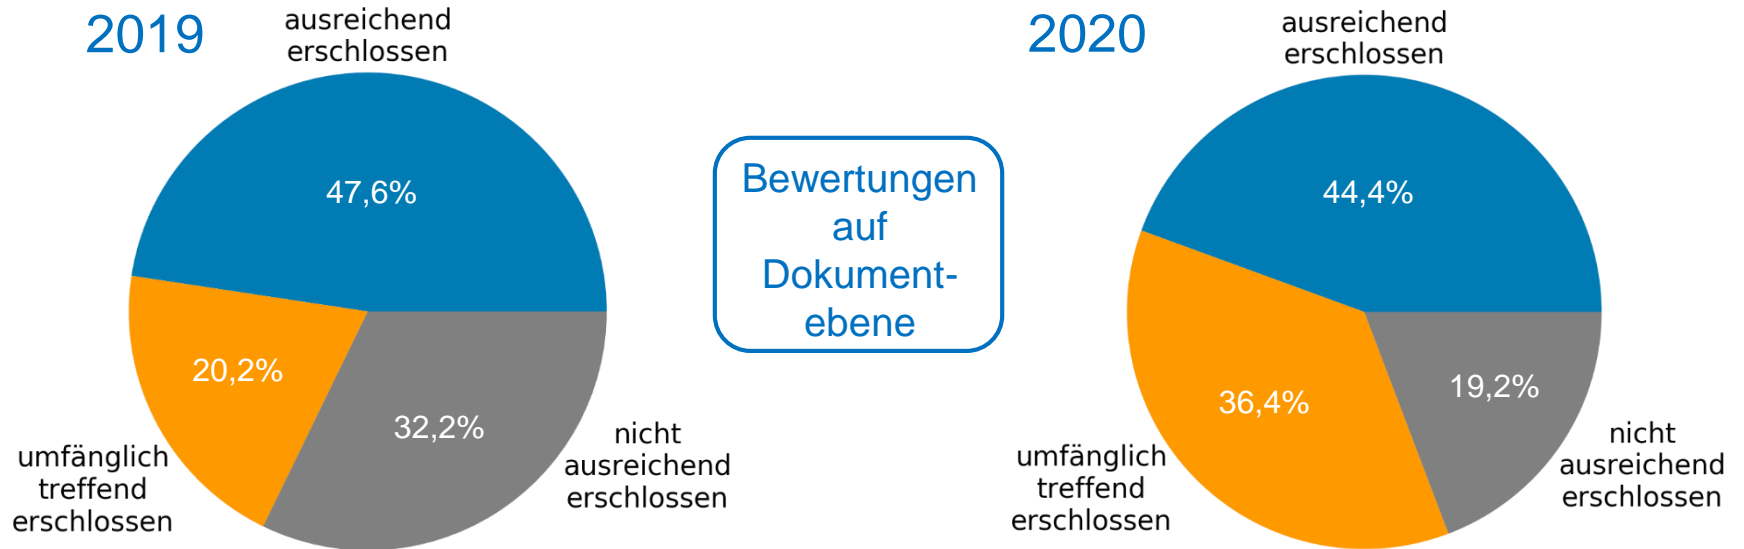 2019
ausreichend
erschlossen
47,6%
20,2%
32,2%
umfänglich
treffend
erschlossen
nicht
ausreichend
erschlossen
Bewertungen
auf
Dokument-
ebene
2020
ausreichend
erschlossen
44,4%
36,4%
19,2%
umfänglich
treffend
erschlossen
nicht
ausreichend
erschlossen